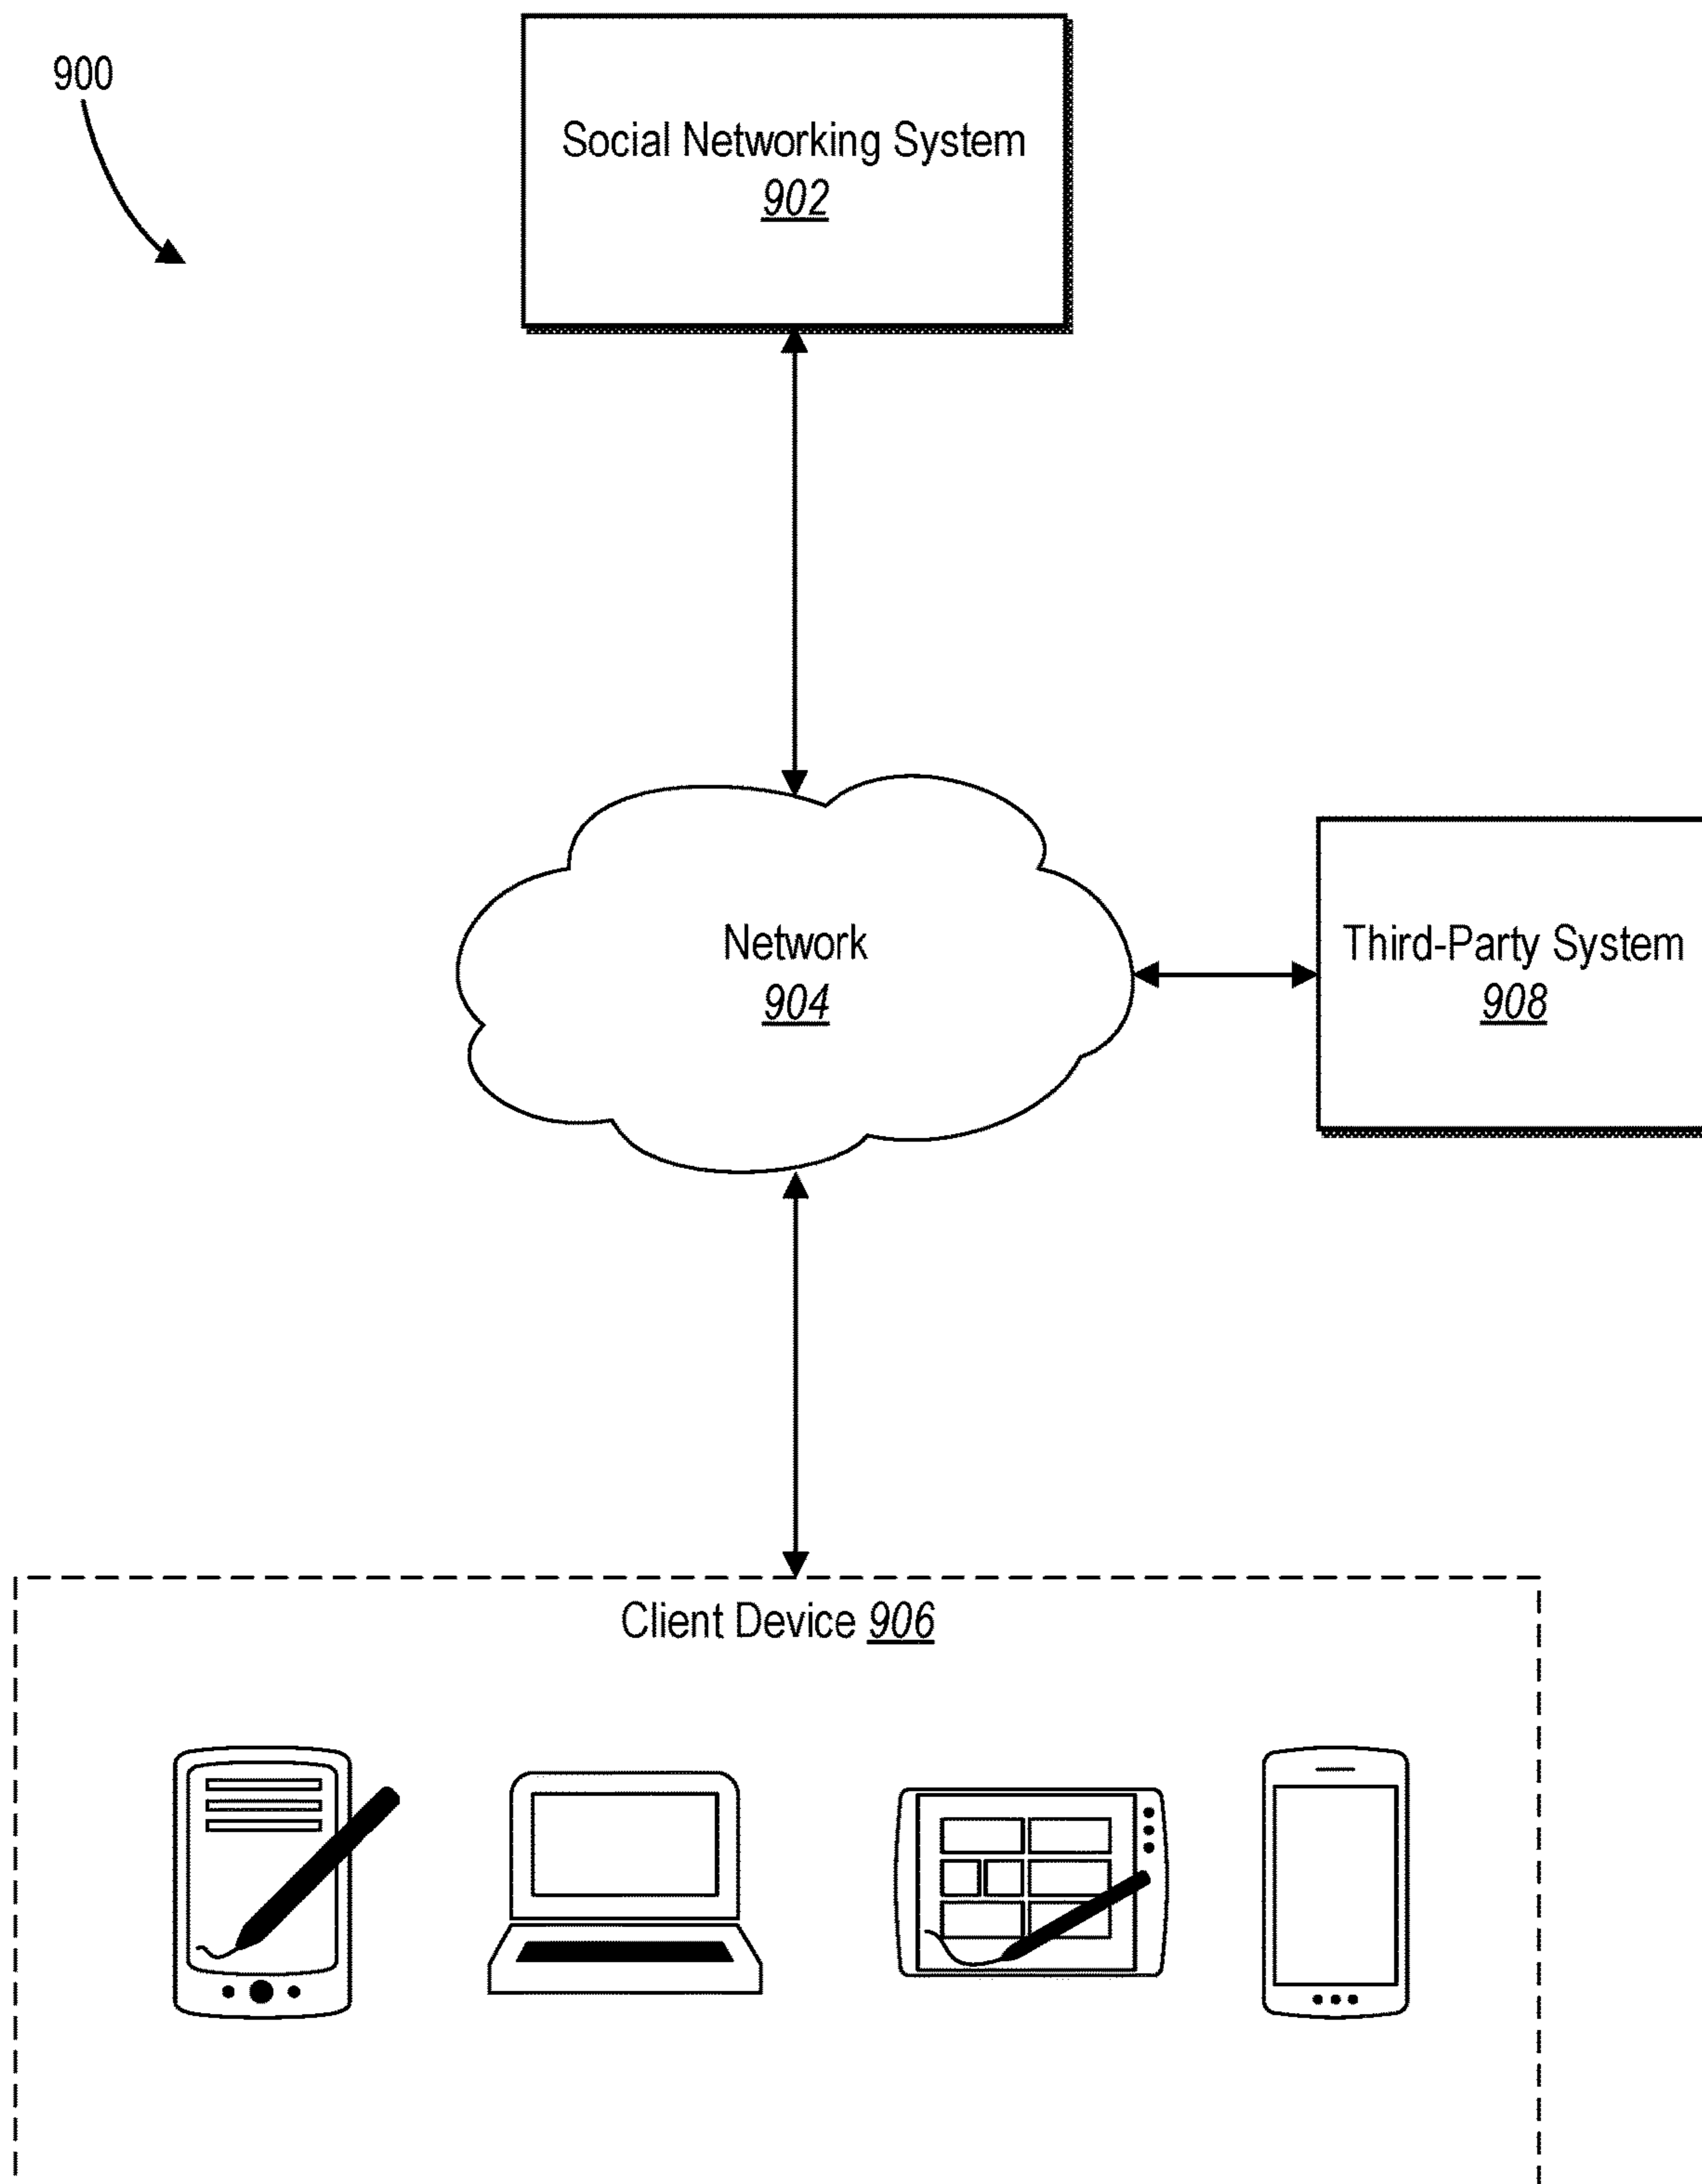 900
Social Networking System
902
Network
904
Third-Party System
908
Client Device 906